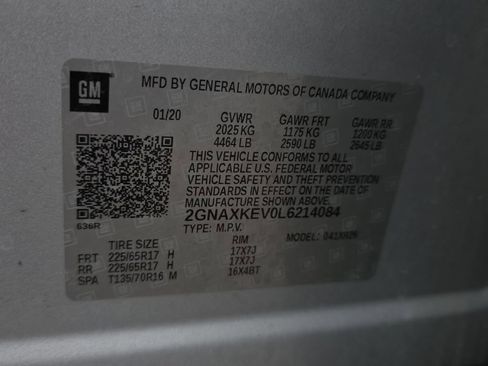 GM
MFD BY GENERAL MOTORS OF CANADA COMPANY
01/20 GVWR GAWR FRT GAWR RR
2025 KG 1175 KG 1200 KG
4464 LB 2590 LB 2645 LB
THIS VEHICLE CONFORMS TO ALL
APPLICABLE U.S. FEDERAL MOTOR
VEHICLE SAFETY AND THEFT PREVENTION
STANDARDS IN EFFECT ON THE DATE OF
MANUFACTURE SHOWN ABOVE.
2GNAXKEV0L6214084
TYPE: M.P.V. MODEL:
636R
TIRE SIZE RIM
FRT 225/65R17 H 17X7J
RR 225/65R17 H 17X7J
SPA T135/70R16 M 16X4BT